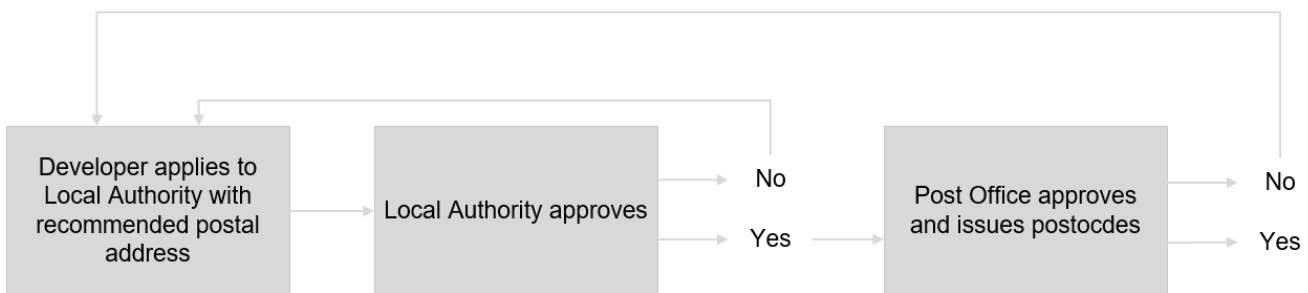 Developer applies to
Local Authority with
recommended postal
address
Local Authority approves
No
Yes
Post Office approves
and issues postocdes
No
Yes